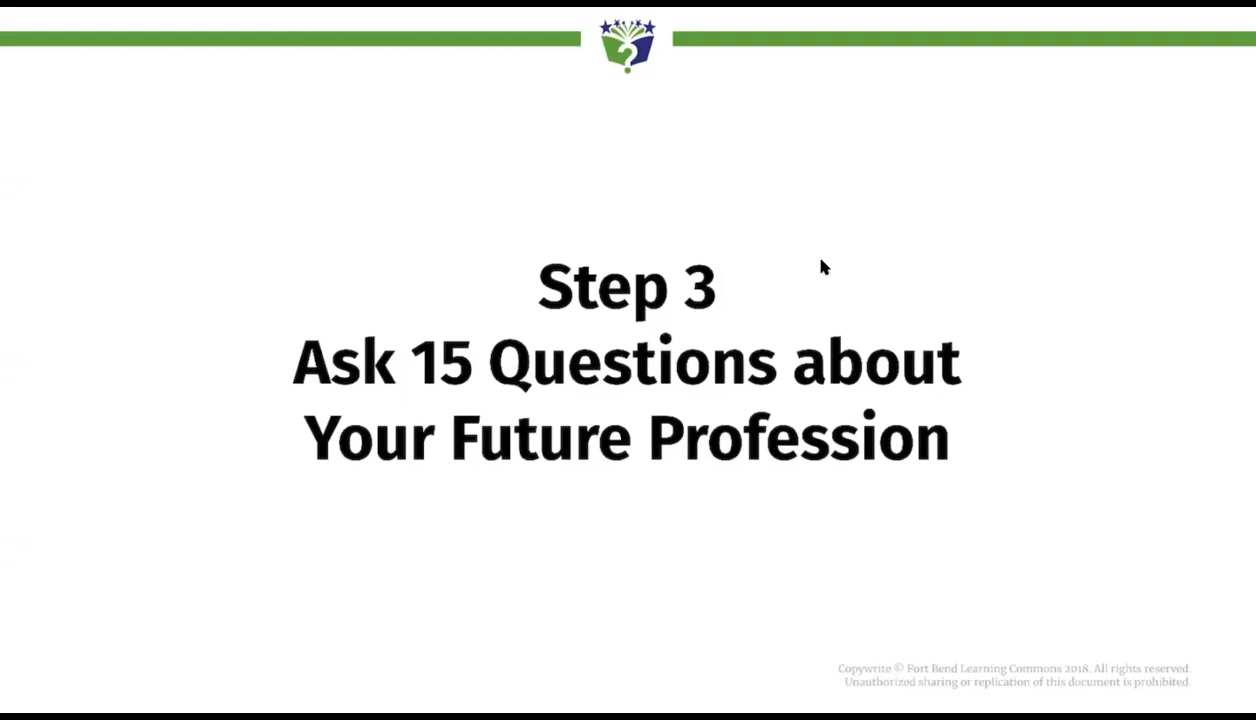 Step 3
Ask 15 Questions about
Your Future Profession
Copywrite © Fort Bend Learning Commons 2018. All rights reserved.
Unauthorized sharing or replication of this document is prohibited.